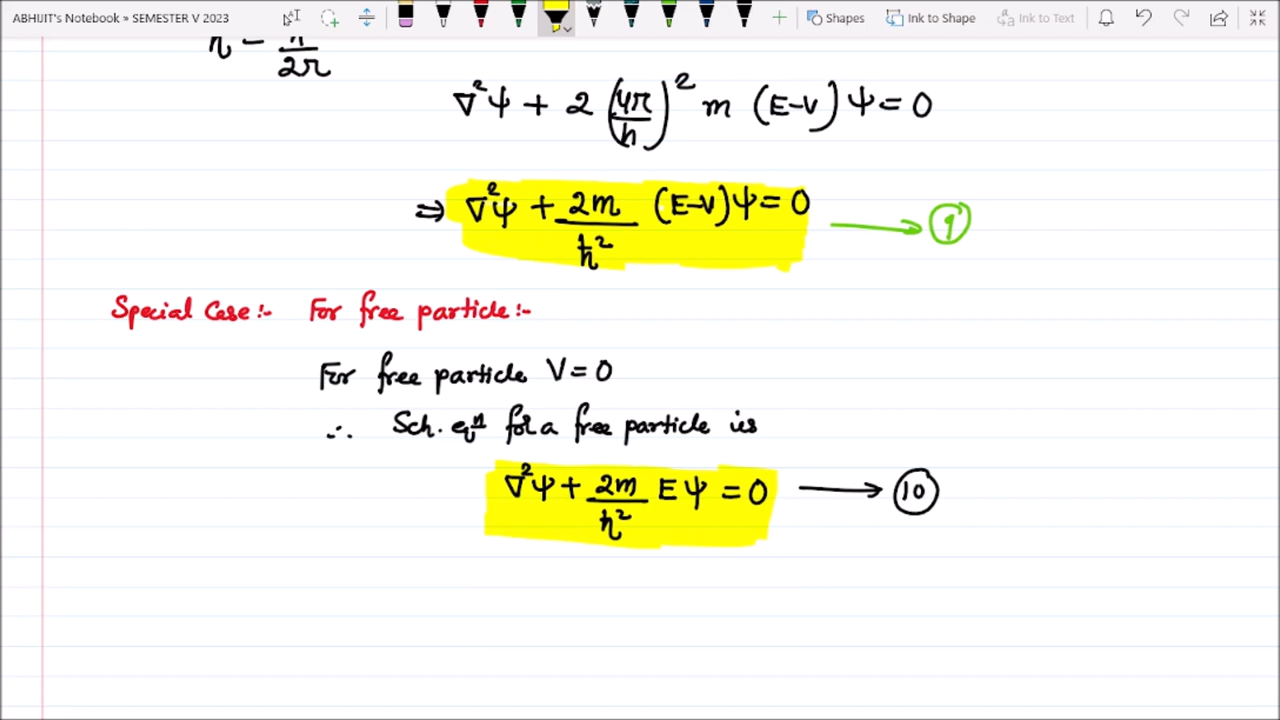 ABHIJIT's Notebook » SEMESTER V 2023 Shapes Ink to Shape Ink to Text
ħ = h/2π
∇²ψ + 2 (4π/h)² m (E-V) ψ = 0
⇒ ∇²ψ + 2m/ħ² (E-V) ψ = 0 ⟶ 9
Special Case:- For free particle:-
For free particle V = 0
∴ Sch. eqⁿ for a free particle is
∇²ψ + 2m/ħ² E ψ = 0 ⟶ 10